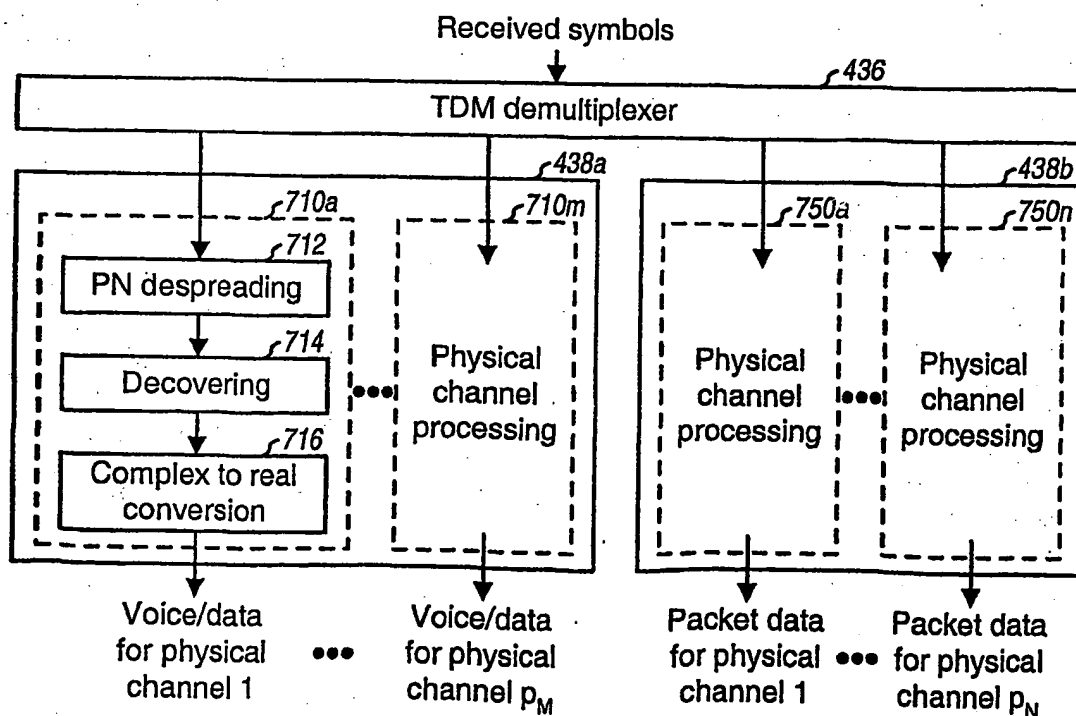 Received symbols
436
TDM demultiplexer
438a
438b
710a
710m
750a
750n
712
PN despreading
714
Decovering
716
Complex to real
conversion
•••
Physical
channel
processing
Physical
channel
processing
•••
Physical
channel
processing
Voice/data
for physical
channel 1
•••
Voice/data
for physical
channel pM
Packet data
for physical
channel 1
•••
Packet data
for physical
channel pN